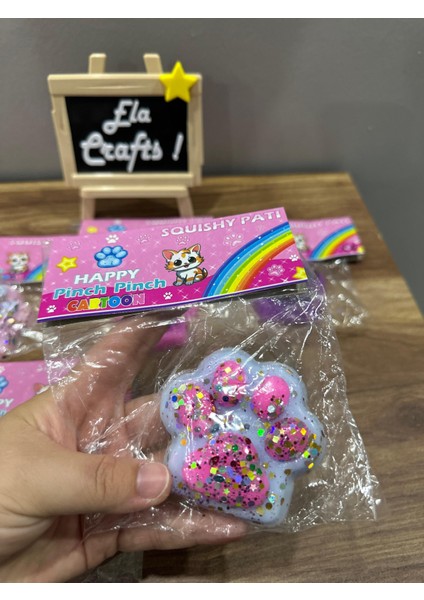 Ela
Crafts !
SQUISHY PATİ
HAPPY
Pinch Pinch
CARTOON